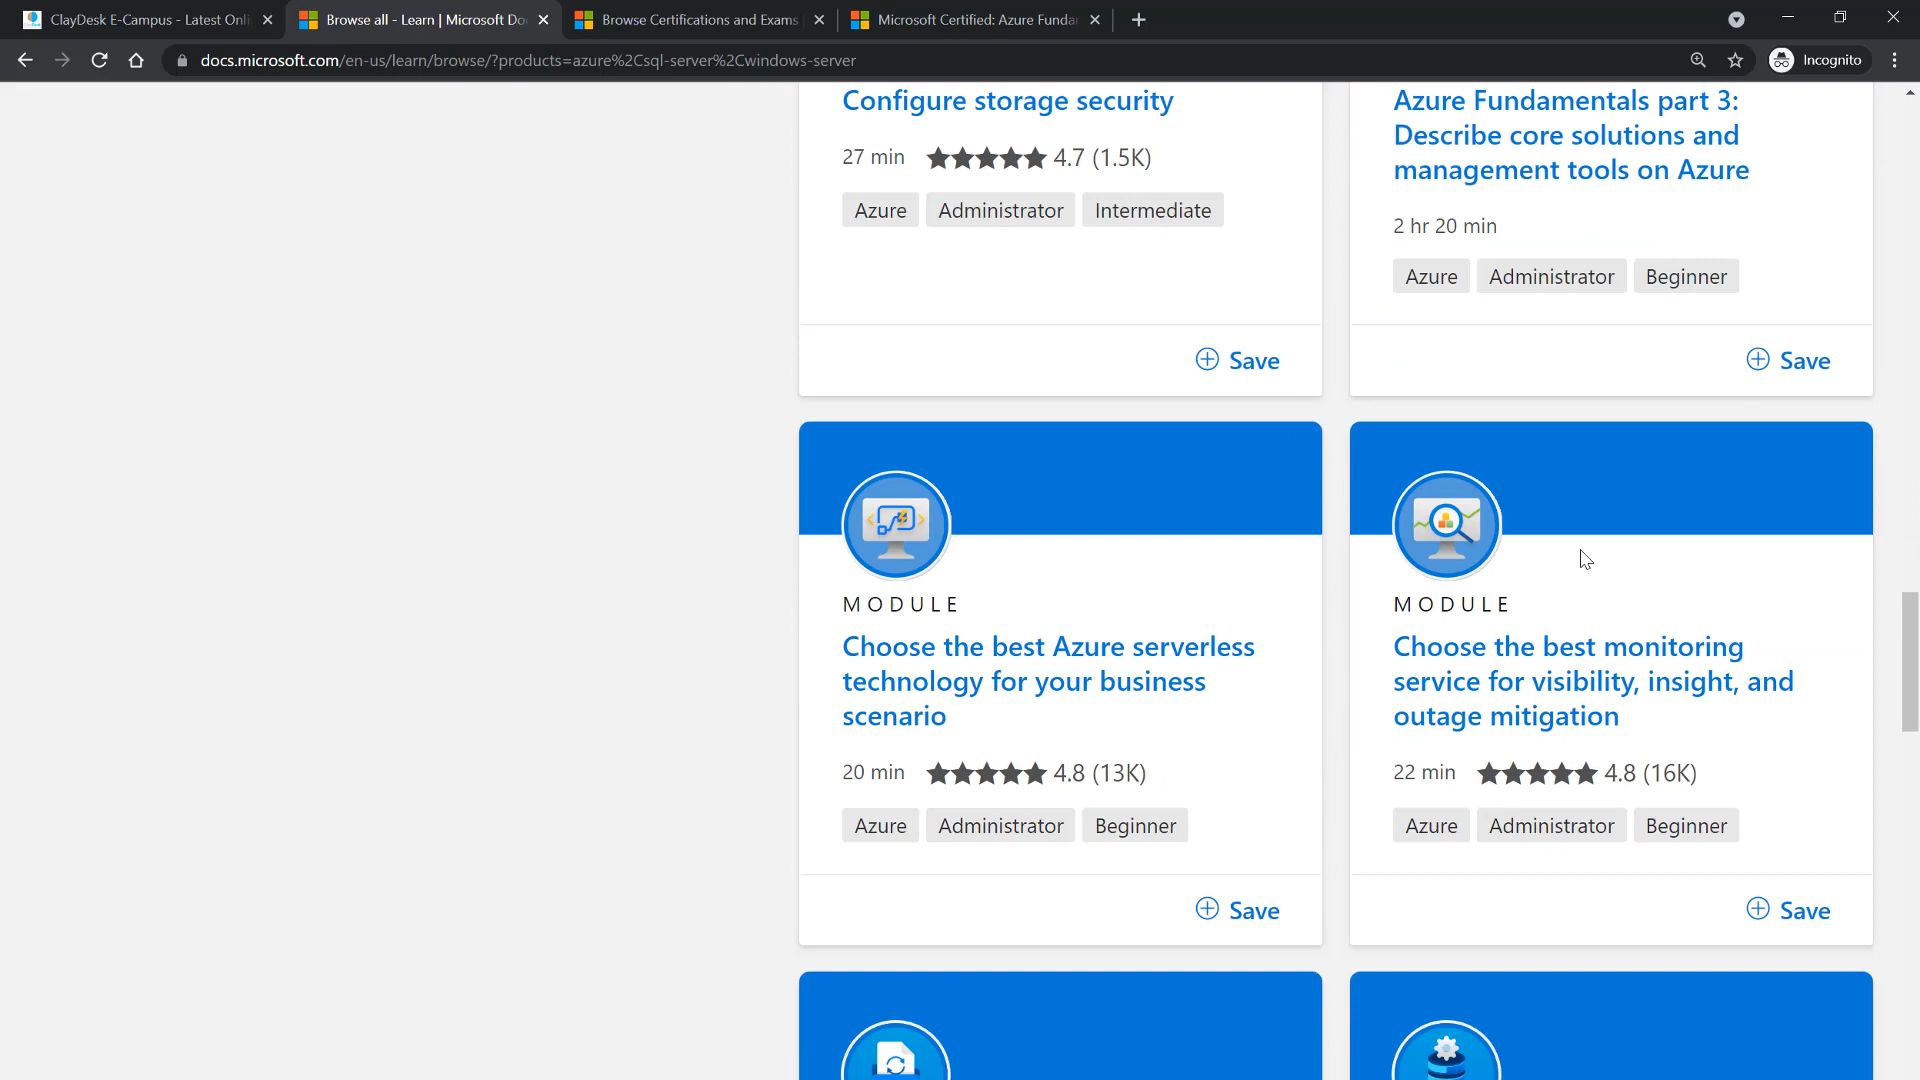 ClayDesk E-Campus - Latest Onli
Browse all - Learn | Microsoft Do
Browse Certifications and Exams
Microsoft Certified: Azure Funda
docs.microsoft.com/en-us/learn/browse/?products=azure%2Csql-server%2Cwindows-server
Incognito
Configure storage security
27 min 4.7 (1.5K)
Azure Administrator Intermediate
Save
Azure Fundamentals part 3:
Describe core solutions and
management tools on Azure
2 hr 20 min
Azure Administrator Beginner
Save
MODULE
Choose the best Azure serverless
technology for your business
scenario
20 min 4.8 (13K)
Azure Administrator Beginner
Save
MODULE
Choose the best monitoring
service for visibility, insight, and
outage mitigation
22 min 4.8 (16K)
Azure Administrator Beginner
Save